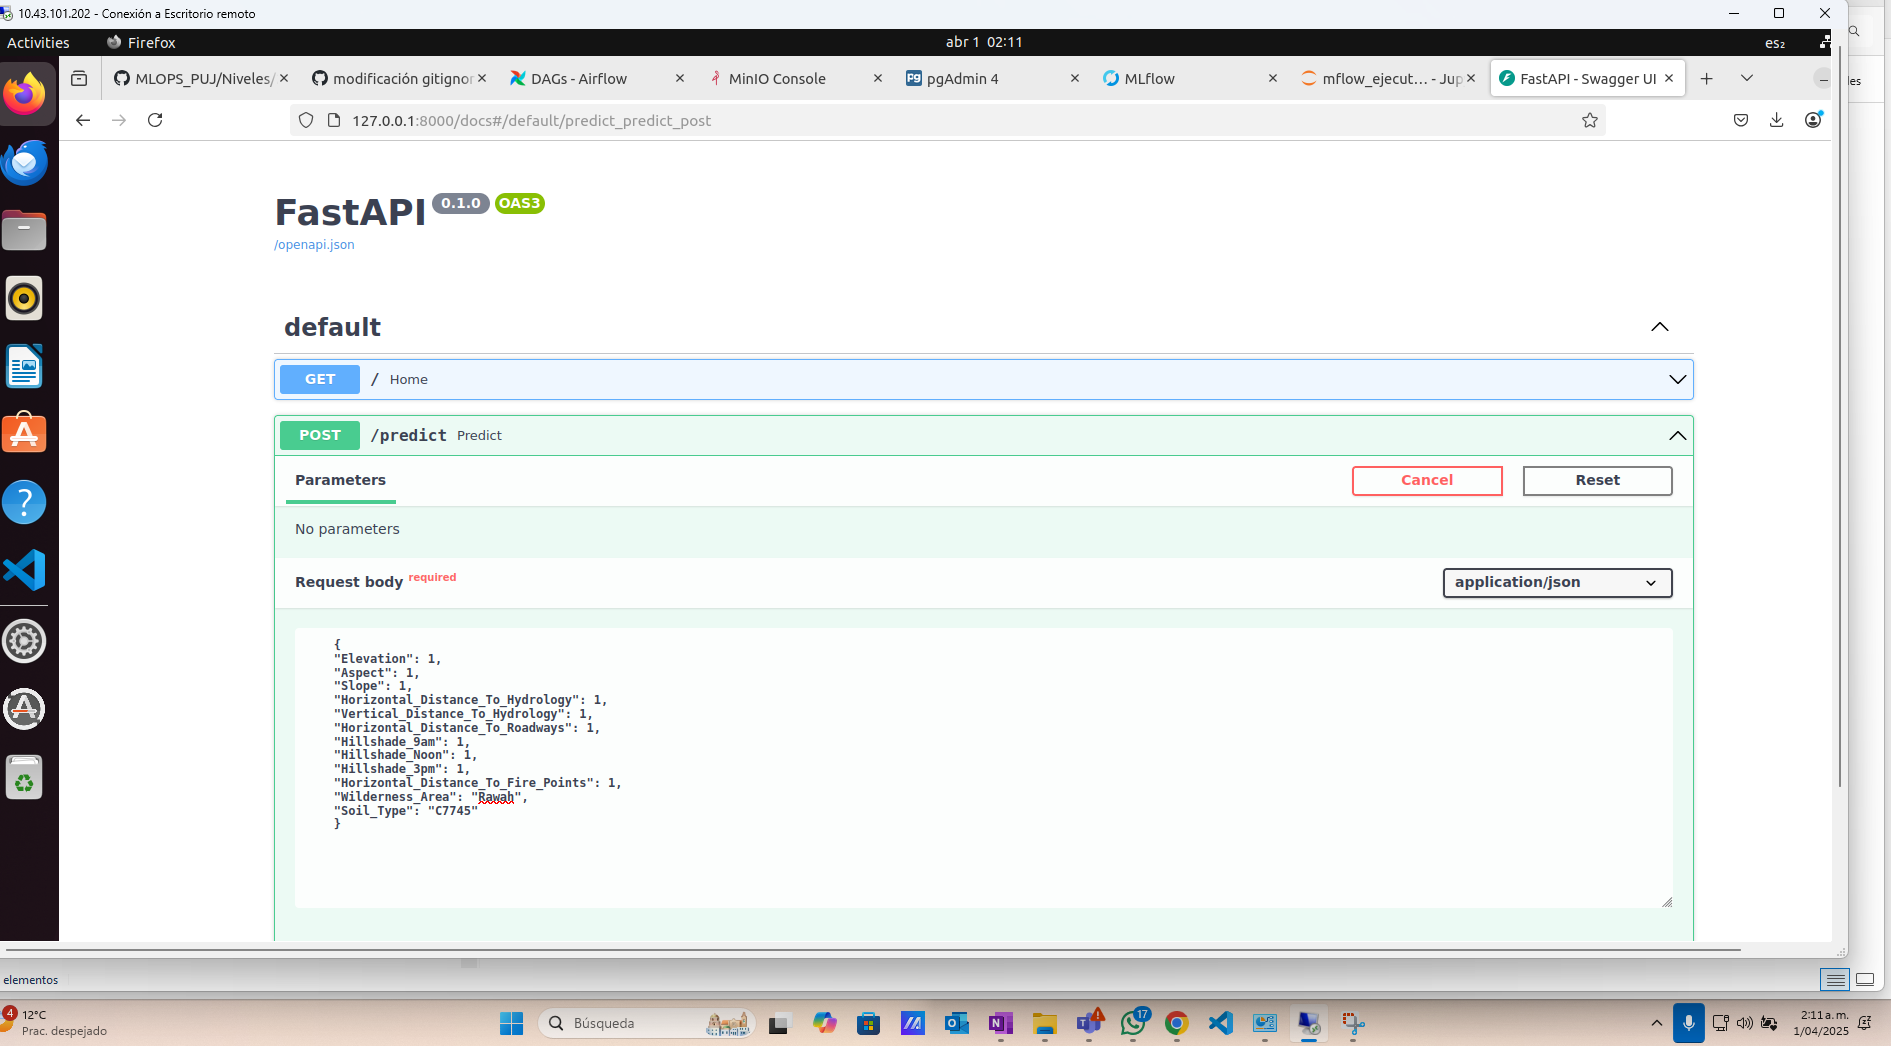 10.43.101.202 - Conexión a Escritorio remoto
Activities
Firefox
abr 1 02:11
es₂
MLOPS_PUJ/Niveles/
modificación gitignor
DAGs - Airflow
MinIO Console
pgAdmin 4
MLflow
mflow_ejecut… - Jup
FastAPI - Swagger UI
les
127.0.0.1:8000/docs#/default/predict_predict_post
FastAPI 0.1.0 OAS3
/openapi.json
default
GET / Home
POST /predict Predict
Parameters
Cancel
Reset
No parameters
Request body required
application/json
{
"Elevation": 1,
"Aspect": 1,
"Slope": 1,
"Horizontal_Distance_To_Hydrology": 1,
"Vertical_Distance_To_Hydrology": 1,
"Horizontal_Distance_To_Roadways": 1,
"Hillshade_9am": 1,
"Hillshade_Noon": 1,
"Hillshade_3pm": 1,
"Horizontal_Distance_To_Fire_Points": 1,
"Wilderness_Area": "Rawah",
"Soil_Type": "C7745"
}
elementos
4
12°C
Prac. despejado
Búsqueda
17
2:11 a. m.
1/04/2025